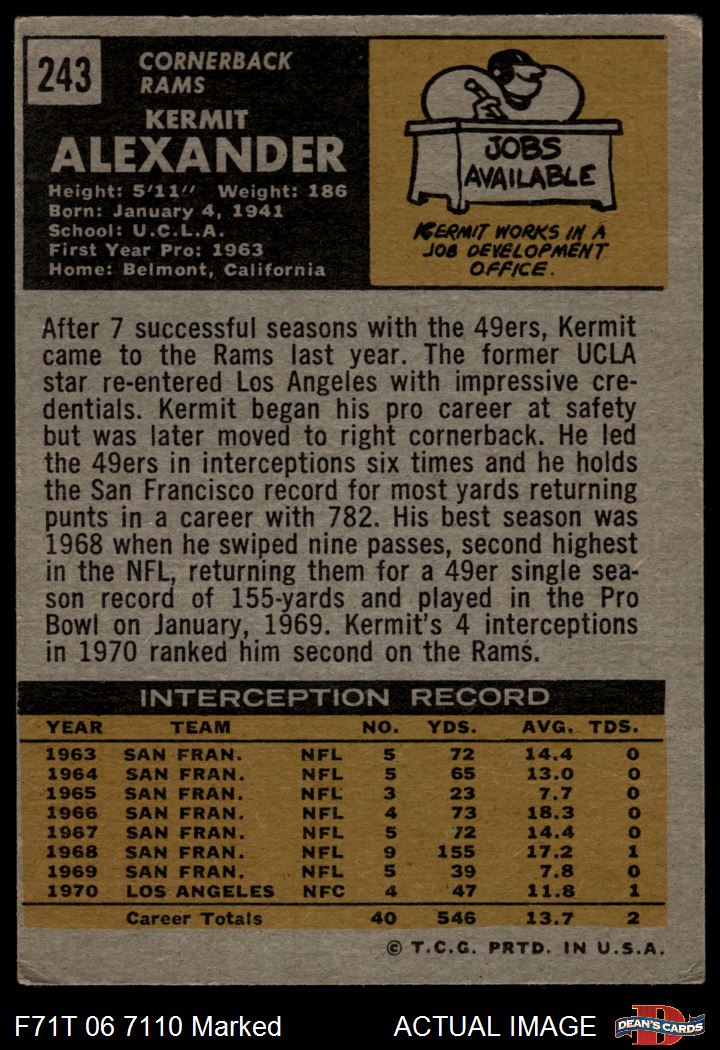 243
CORNERBACK
RAMS
KERMIT
ALEXANDER
Height: 5'11" Weight: 186
Born: January 4, 1941
School: U.C.L.A.
First Year Pro: 1963
Home: Belmont, California
JOBS
AVAILABLE
KERMIT WORKS IN A
JOB DEVELOPMENT
OFFICE.
After 7 successful seasons with the 49ers, Kermit
came to the Rams last year. The former UCLA
star re-entered Los Angeles with impressive cre-
dentials. Kermit began his pro career at safety
but was later moved to right cornerback. He led
the 49ers in interceptions six times and he holds
the San Francisco record for most yards returning
punts in a career with 782. His best season was
1968 when he swiped nine passes, second highest
in the NFL, returning them for a 49er single sea-
son record of 155-yards and played in the Pro
Bowl on January, 1969. Kermit's 4 interceptions
in 1970 ranked him second on the Rams.
INTERCEPTION RECORD
YEAR TEAM NO. YDS. AVG. TDS.
1963 SAN FRAN. NFL 5 72 14.4 0
1964 SAN FRAN. NFL 5 65 13.0 0
1965 SAN FRAN. NFL 3 23 7.7 0
1966 SAN FRAN. NFL 4 73 18.3 0
1967 SAN FRAN. NFL 5 72 14.4 0
1968 SAN FRAN. NFL 9 155 17.2 1
1969 SAN FRAN. NFL 5 39 7.8 0
1970 LOS ANGELES NFC 4 47 11.8 1
Career Totals 40 546 13.7 2
© T.C.G. PRTD. IN U.S.A.
F71T 06 7110 Marked ACTUAL IMAGE DEAN'S CARDS